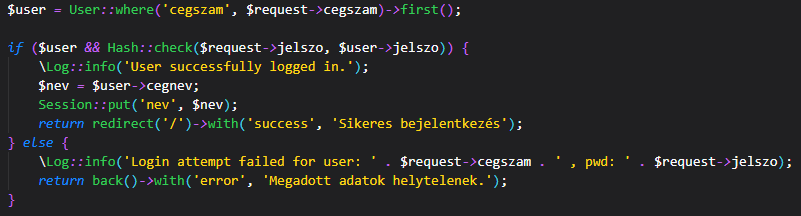 $user = User::where('cegszam', $request->cegszam)->first();
if ($user && Hash::check($request->jelszo, $user->jelszo)) {
\Log::info('User successfully logged in.');
$nev = $user->cegnev;
Session::put('nev', $nev);
return redirect('/')->with('success', 'Sikeres bejelentkezés');
} else {
\Log::info('Login attempt failed for user: ' . $request->cegszam . ' , pwd: ' . $request->jelszo);
return back()->with('error', 'Megadott adatok helytelenek.');
}